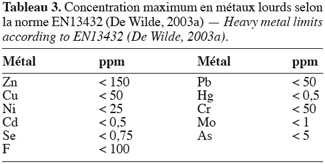 Tableau 3. Concentration maximum en métaux lourds selon
la norme EN13432 (De Wilde, 2003a) — Heavy metal limits
according to EN13432 (De Wilde, 2003a).
Métal ppm Métal ppm
Zn < 150 Pb < 50
Cu < 50 Hg < 0,5
Ni < 25 Cr < 50
Cd < 0,5 Mo < 1
Se < 0,75 As < 5
F < 100